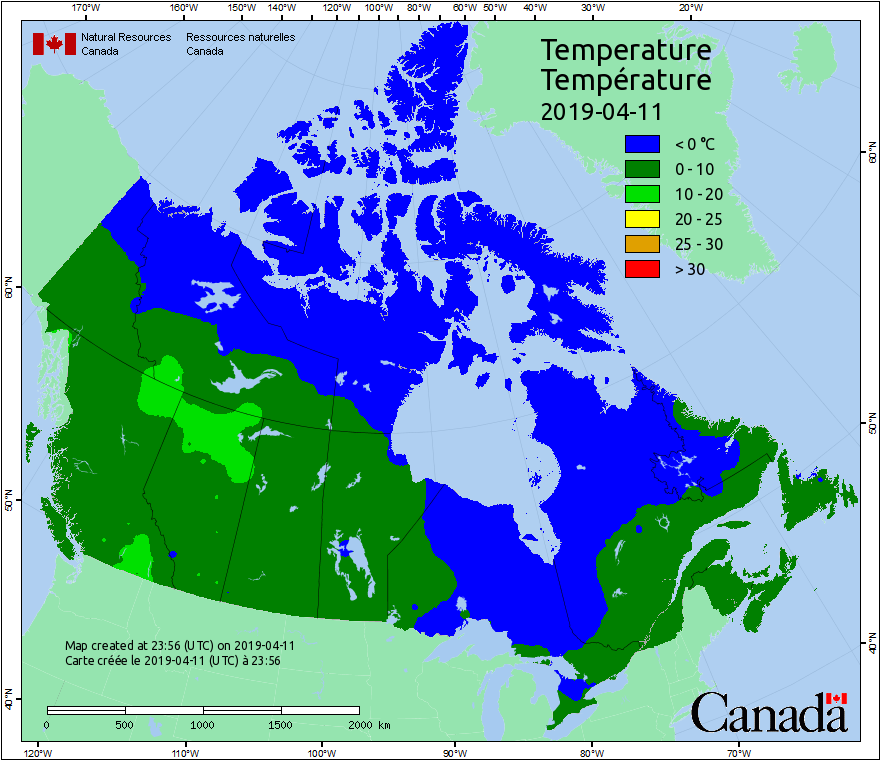 170°W 160°W 150°W 140°W 130°W 120°W 110°W 100°W 90°W 80°W 60°W 50°W 40°W 30°W 20°W
Natural Resources Ressources naturelles
Canada Canada
Temperature
Température
2019-04-11
< 0 °C
0 - 10
10 - 20
20 - 25
25 - 30
> 30
60°N
60°N
50°N
50°N
40°N
40°N
Map created at 23:56 (UTC) on 2019-04-11
Carte créée le 2019-04-11 (UTC) à 23:56
0 500 1000 1500 2000 km
Canada
120°W 110°W 100°W 90°W 80°W 70°W